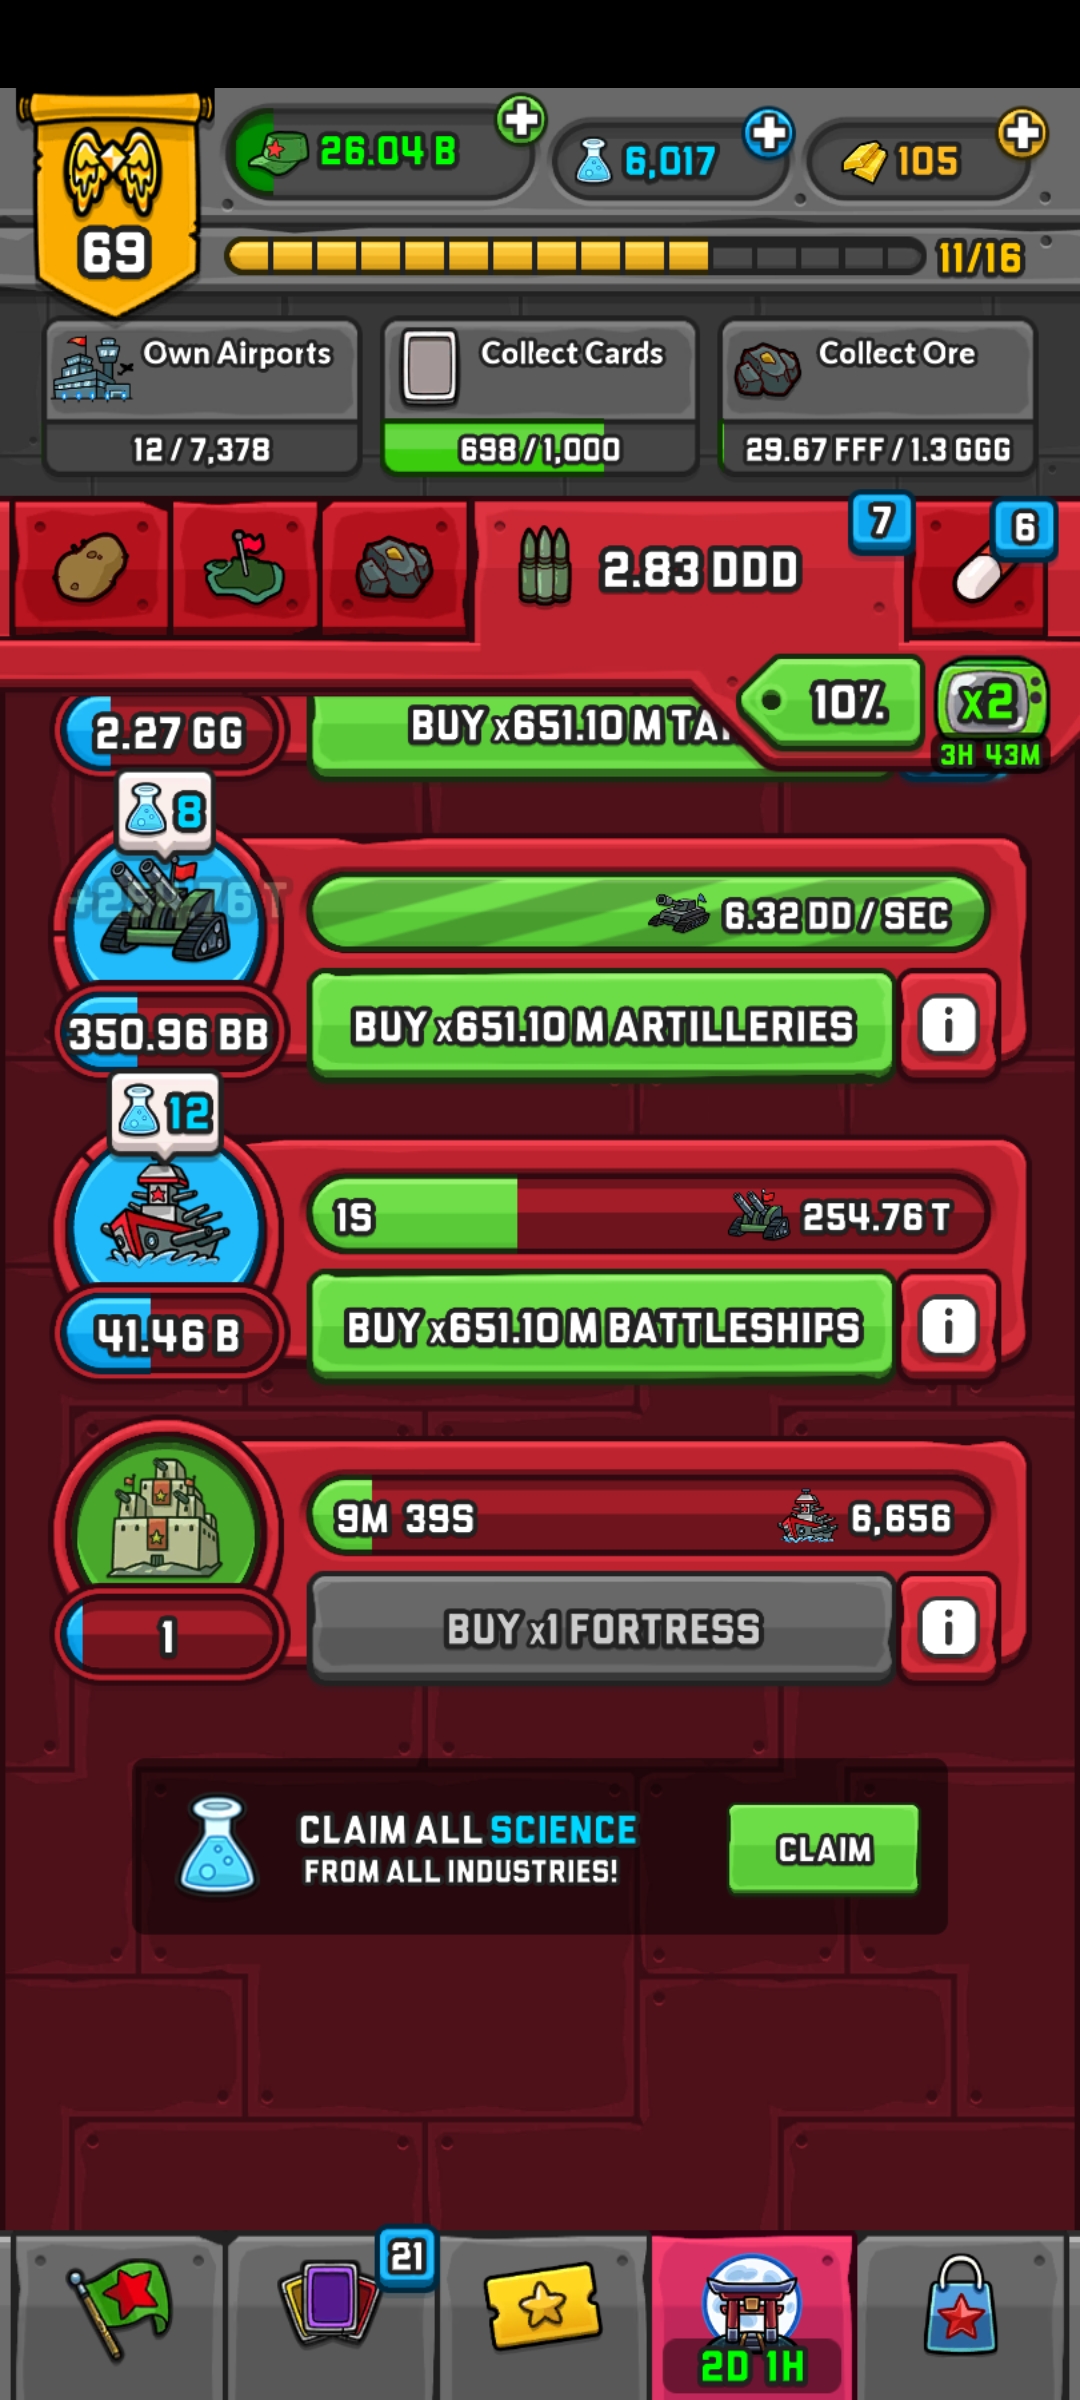 26.04 B
6,017
105
69
11/16
Own Airports
12 / 7,378
Collect Cards
698 / 1,000
Collect Ore
29.67 FFF / 1.3 GGG
2.83 DDD
7
6
10%
x2
3H 43M
2.27 GG
BUY x651.10 M
8
6.32 DD / SEC
350.96 BB
BUY x651.10 M ARTILLERIES
i
12
1S
254.76 T
41.46 B
BUY x651.10 M BATTLESHIPS
i
9M 39S
6,656
1
BUY x1 FORTRESS
i
CLAIM ALL SCIENCE
FROM ALL INDUSTRIES!
CLAIM
21
2D 1H